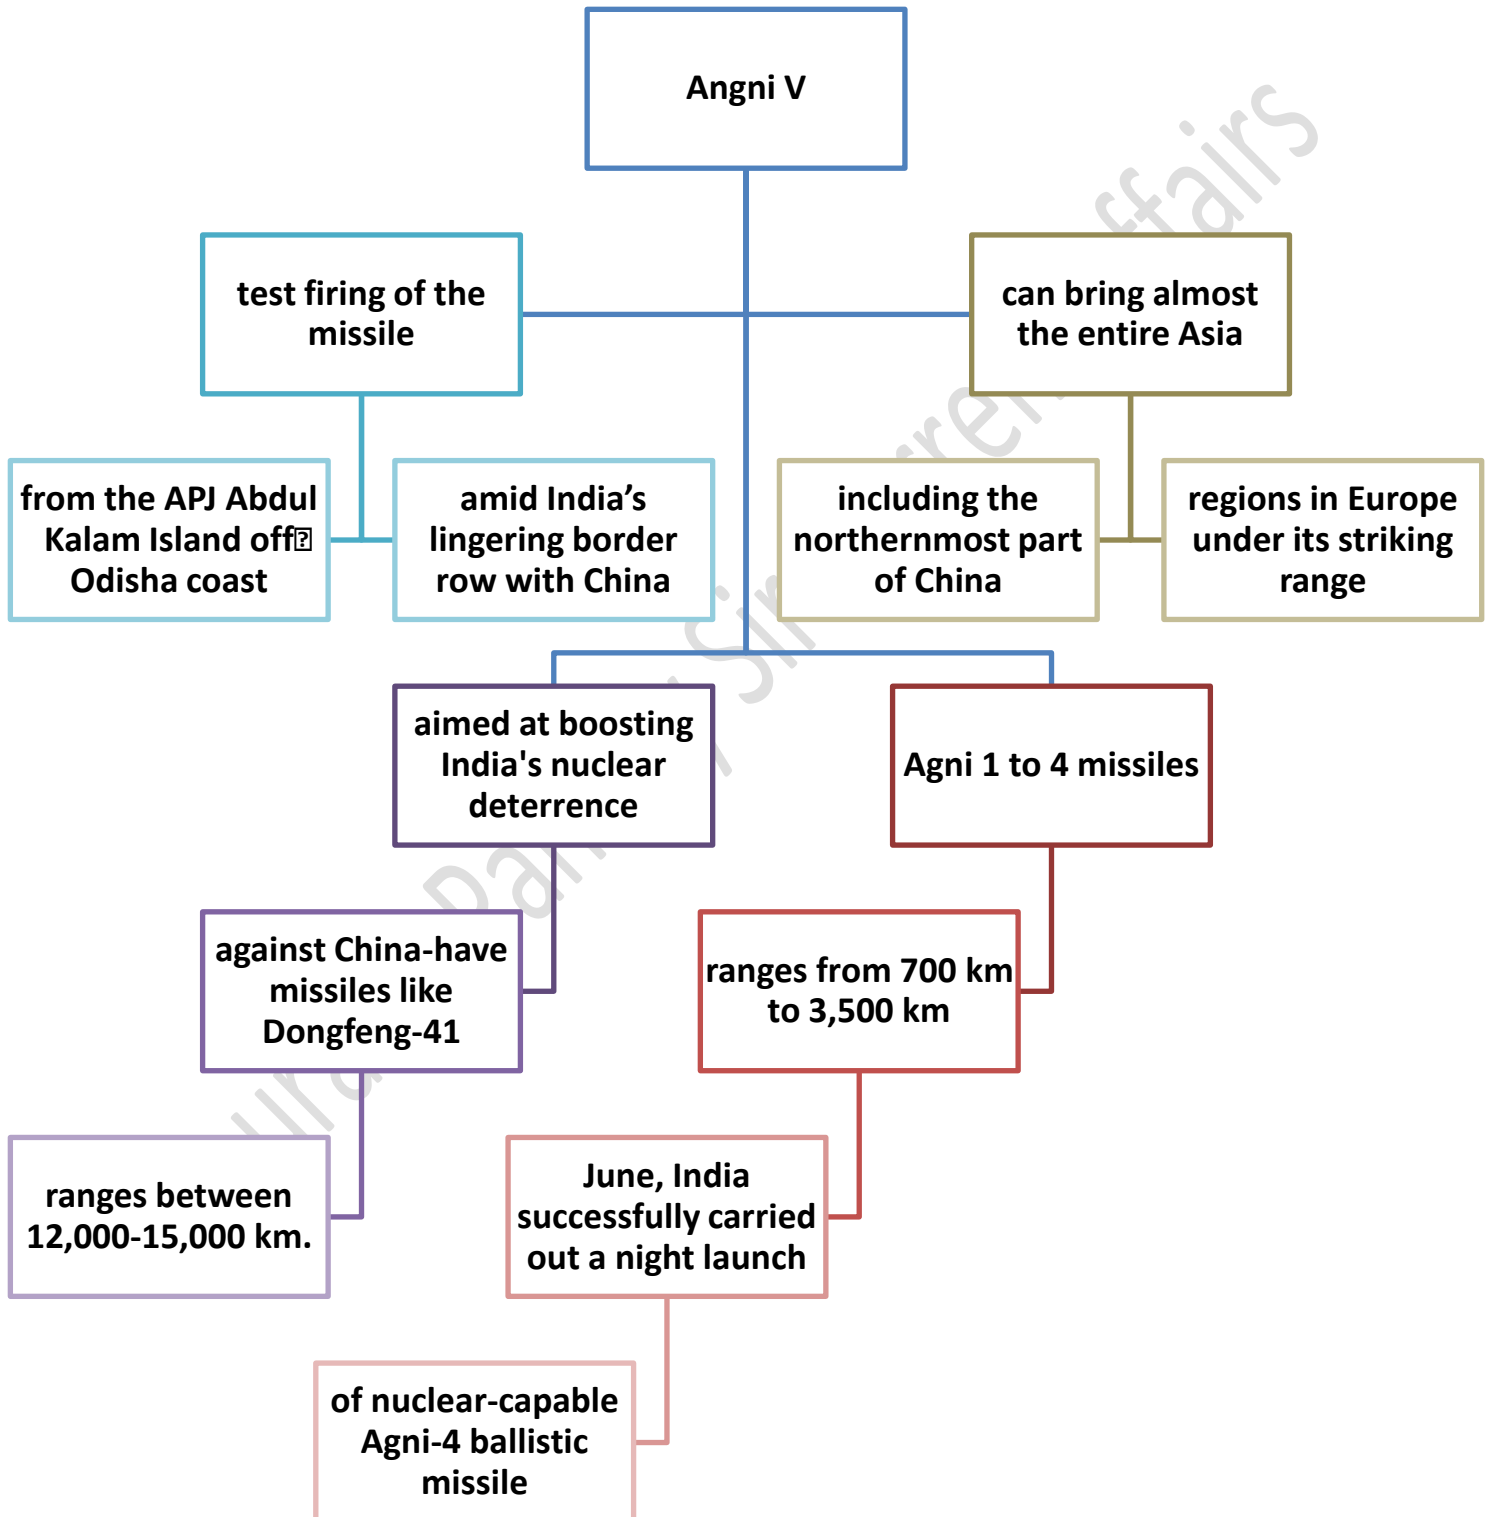 Angni V
test firing of the
missile
can bring almost
the entire Asia
from the APJ Abdul
Kalam Island off
Odisha coast
amid India’s
lingering border
row with China
including the
northernmost part
of China
regions in Europe
under its striking
range
aimed at boosting
India's nuclear
deterrence
Agni 1 to 4 missiles
against China-have
missiles like
Dongfeng-41
ranges from 700 km
to 3,500 km
ranges between
12,000-15,000 km.
June, India
successfully carried
out a night launch
of nuclear-capable
Agni-4 ballistic
missile